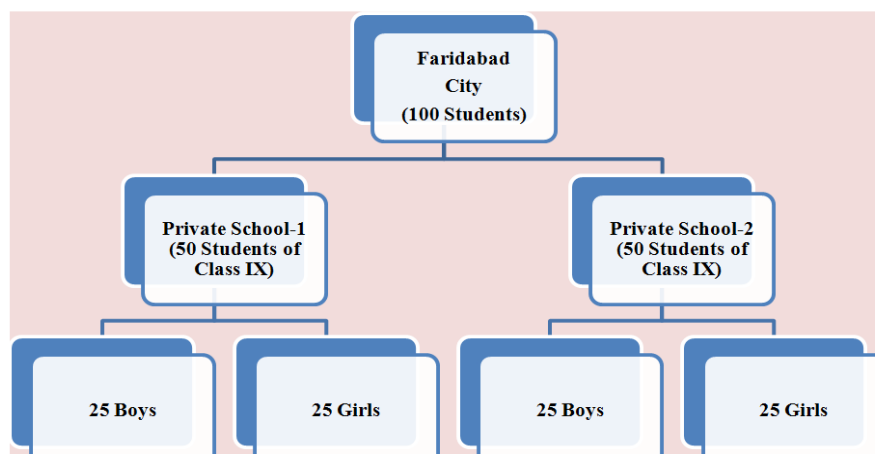 Faridabad
City
(100 Students)
Private School-1
(50 Students of
Class IX)
Private School-2
(50 Students of
Class IX)
25 Boys
25 Girls
25 Boys
25 Girls